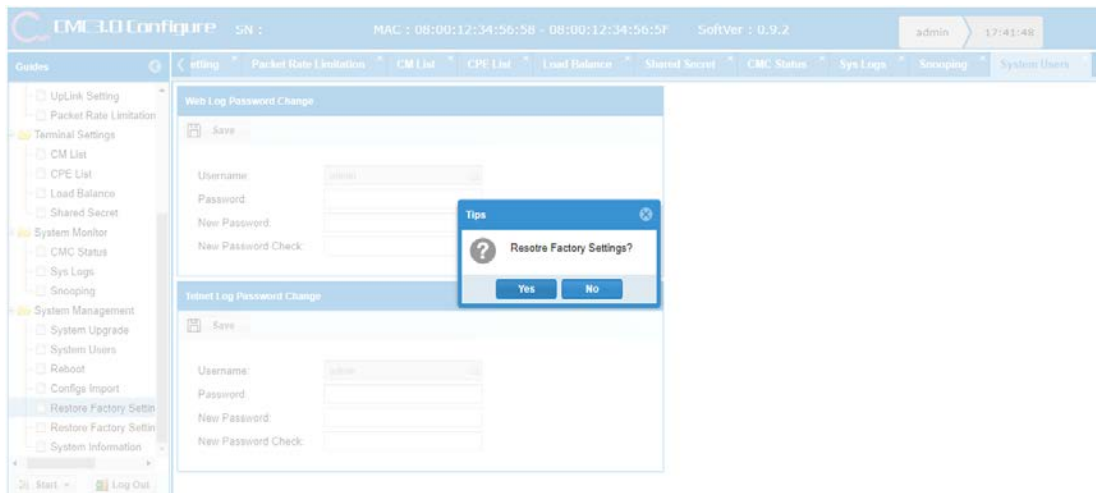 CMC3.0 Configure SN : MAC : 08:00:12:34:56:58 - 08:00:12:34:56:5F SoftVer : 0.9.2 admin 17:41:48
Guides
etting Packet Rate Limitation CM List CPE List Load Balance Shared Secret CMC Status Sys Logs Snooping System Users
UpLink Setting
Packet Rate Limitation
Terminal Settings
CM List
CPE List
Load Balance
Shared Secret
System Monitor
CMC Status
Sys Logs
Snooping
System Management
System Upgrade
System Users
Reboot
Configs Import
Restore Factory Settin
Restore Factory Settin
System Information
Start Log Out
Web Log Password Change
Save
Username: admin
Password:
New Password:
New Password Check:
Telnet Log Password Change
Save
Username: admin
Password:
New Password:
New Password Check:
Tips
Resotre Factory Settings?
Yes No